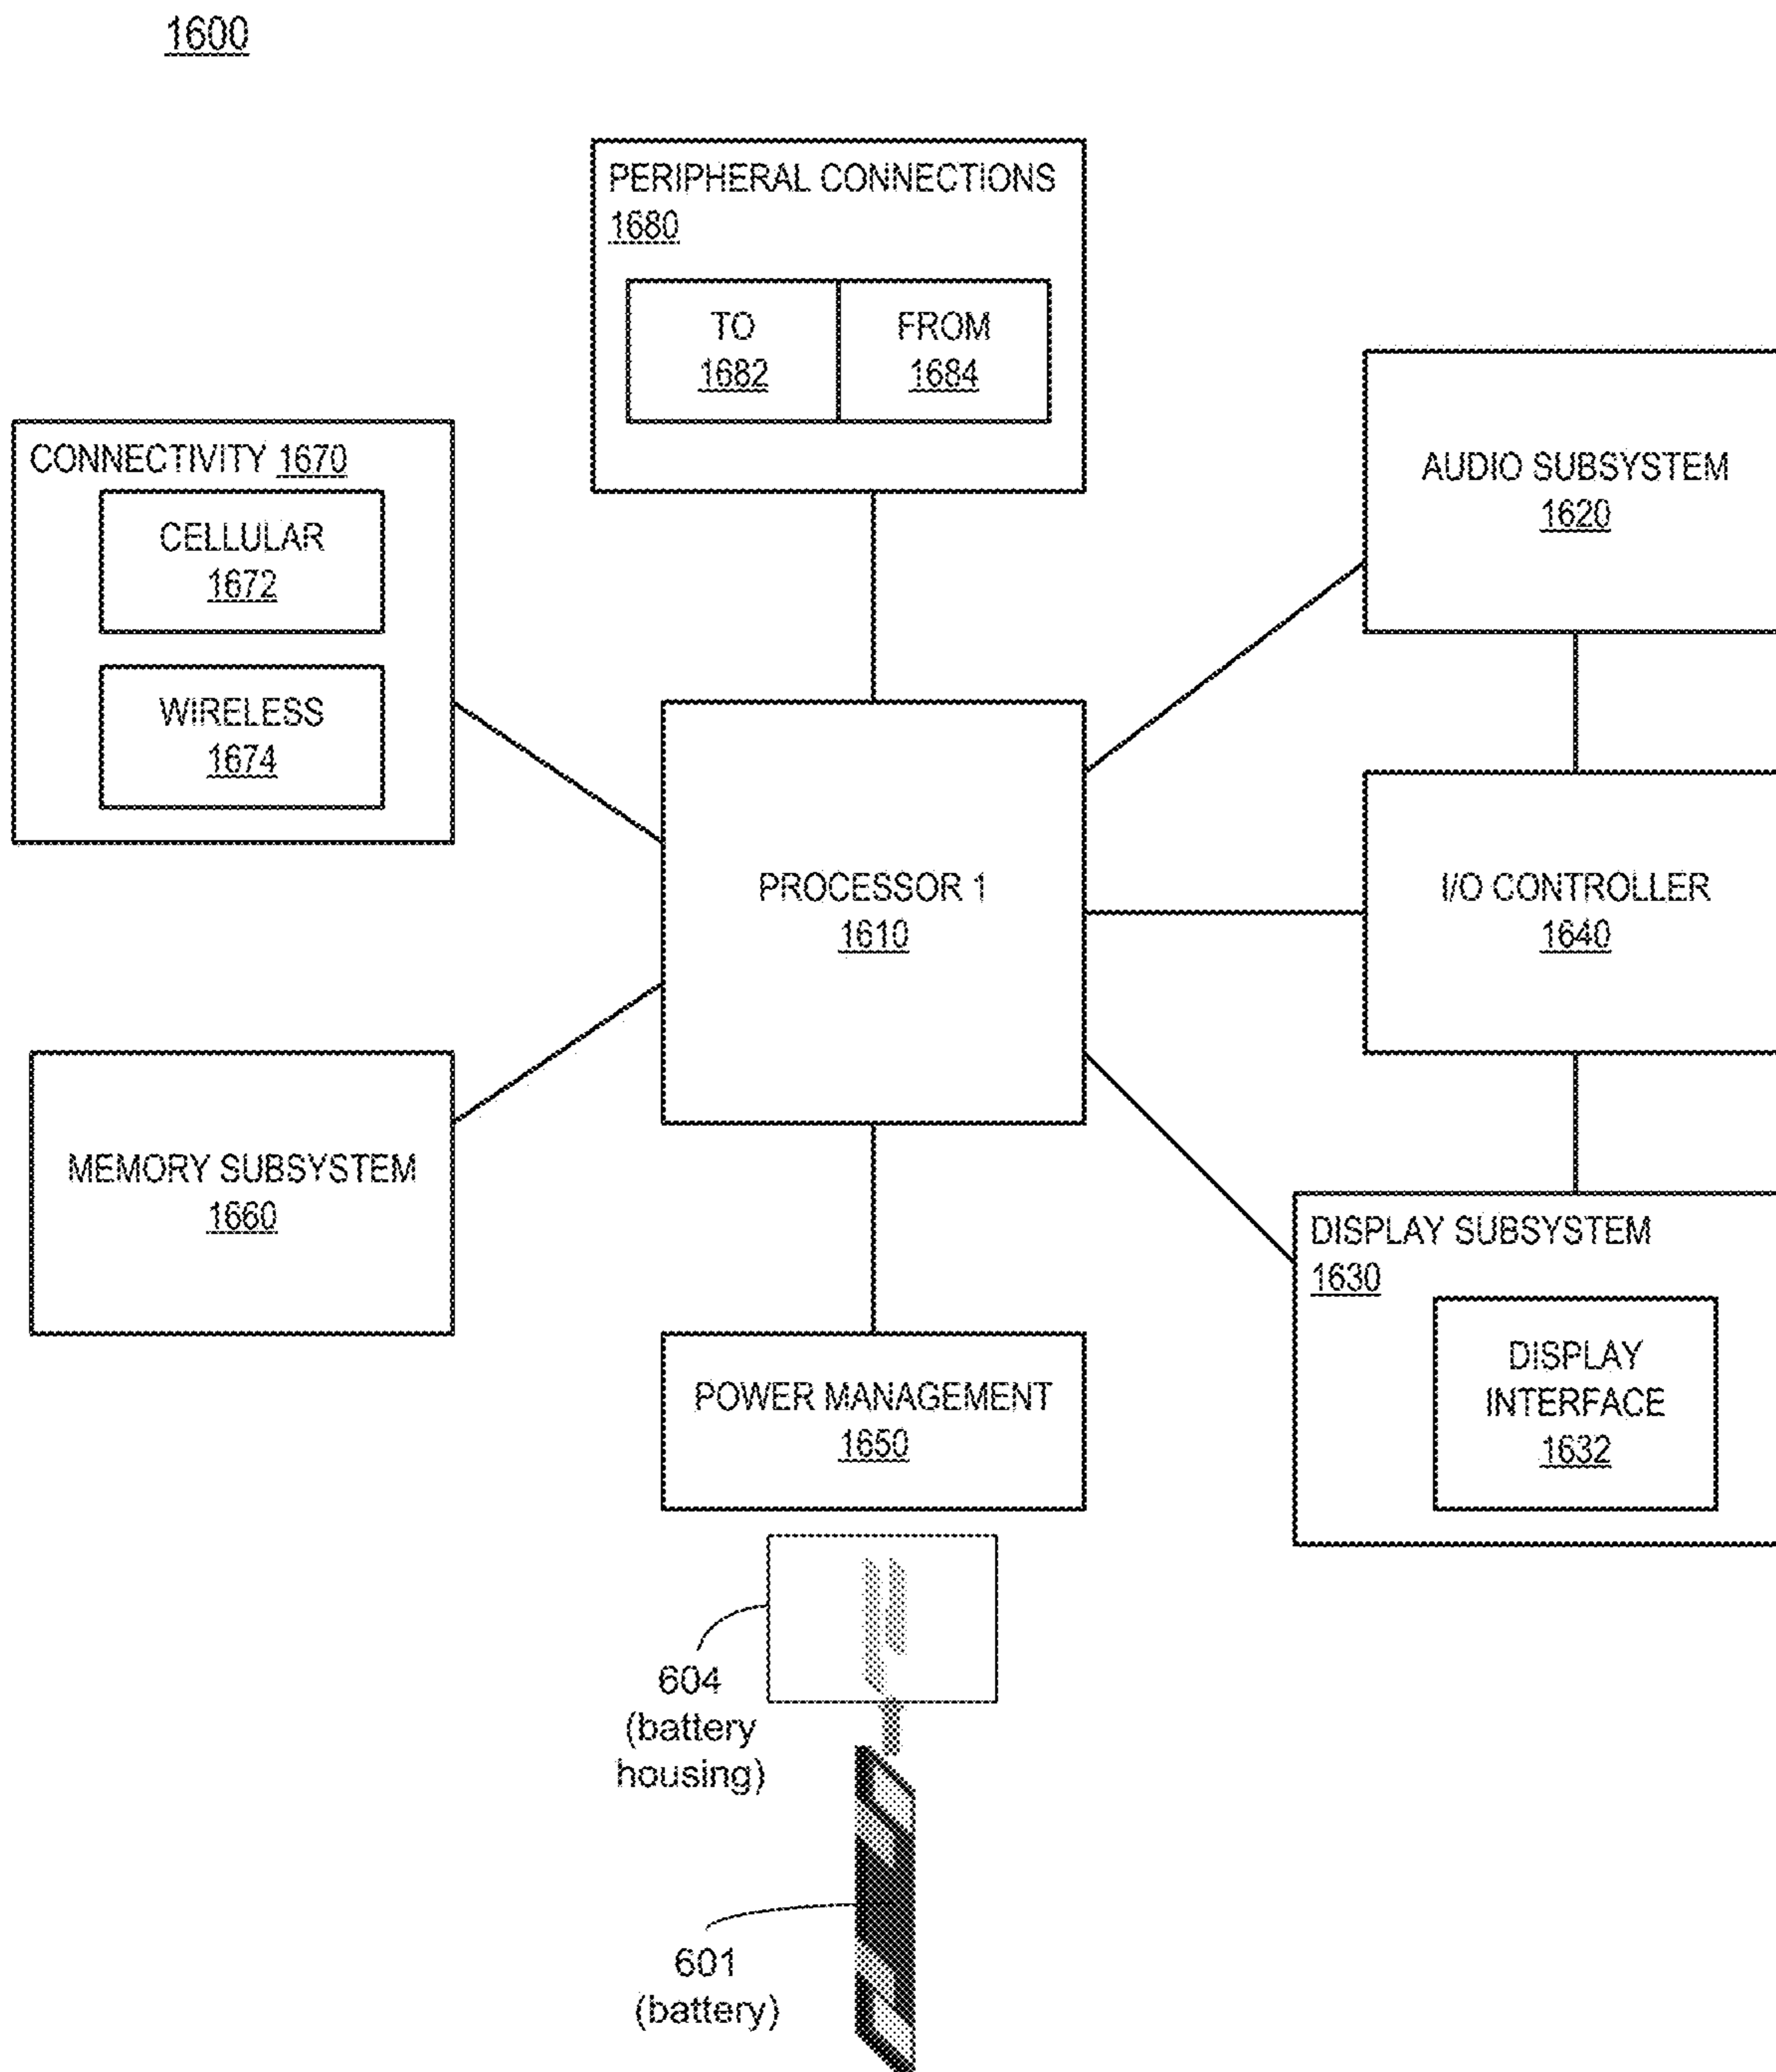 1600
PERIPHERAL CONNECTIONS
1680
TO
1682
FROM
1684
CONNECTIVITY 1670
CELLULAR
1672
WIRELESS
1674
AUDIO SUBSYSTEM
1620
PROCESSOR 1
1610
I/O CONTROLLER
1640
MEMORY SUBSYSTEM
1660
DISPLAY SUBSYSTEM
1630
DISPLAY
INTERFACE
1632
POWER MANAGEMENT
1650
604
(battery
housing)
601
(battery)